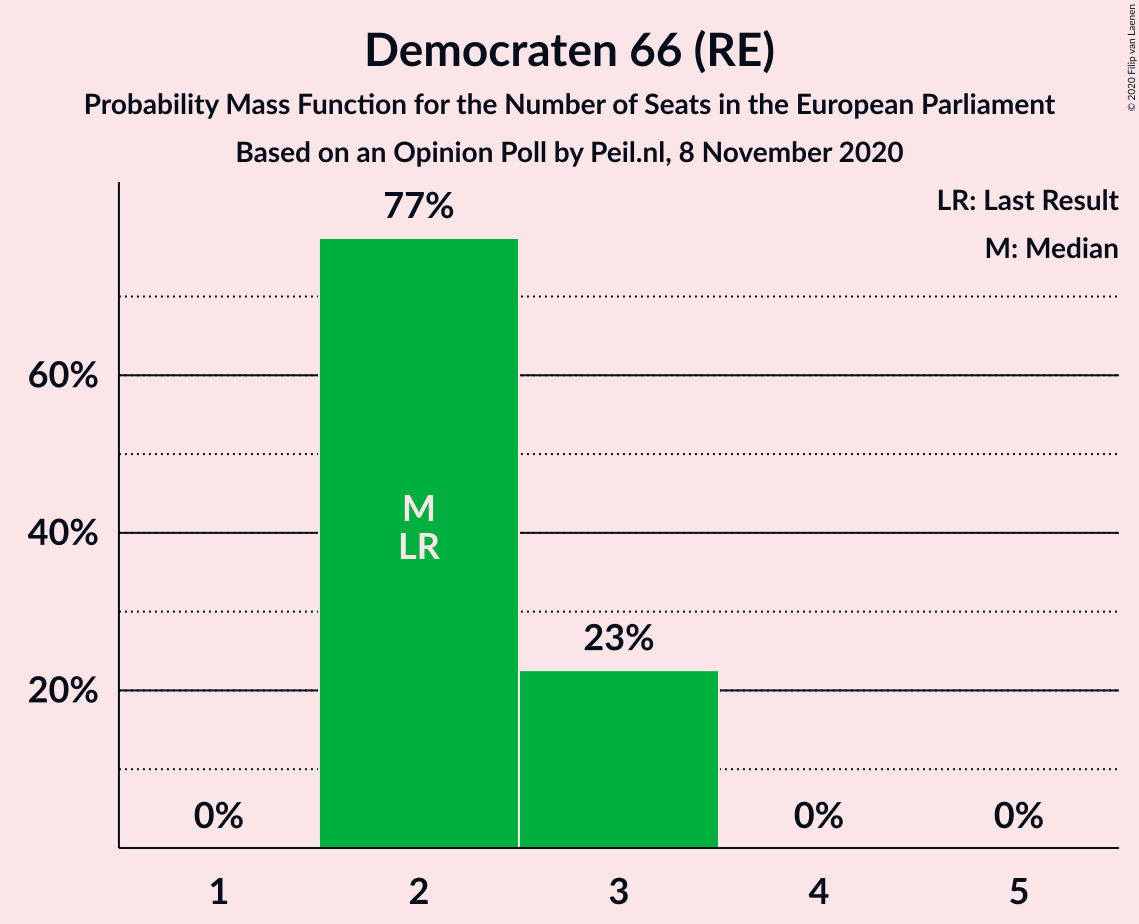 Democraten 66 (RE)
Probability Mass Function for the Number of Seats in the European Parliament
Based on an Opinion Poll by Peil.nl, 8 November 2020
© 2020 Filip van Laenen
LR: Last Result
M: Median
77%
60%
M
40%
LR
23%
20%
0%
0%
0%
1
2
3
4
5